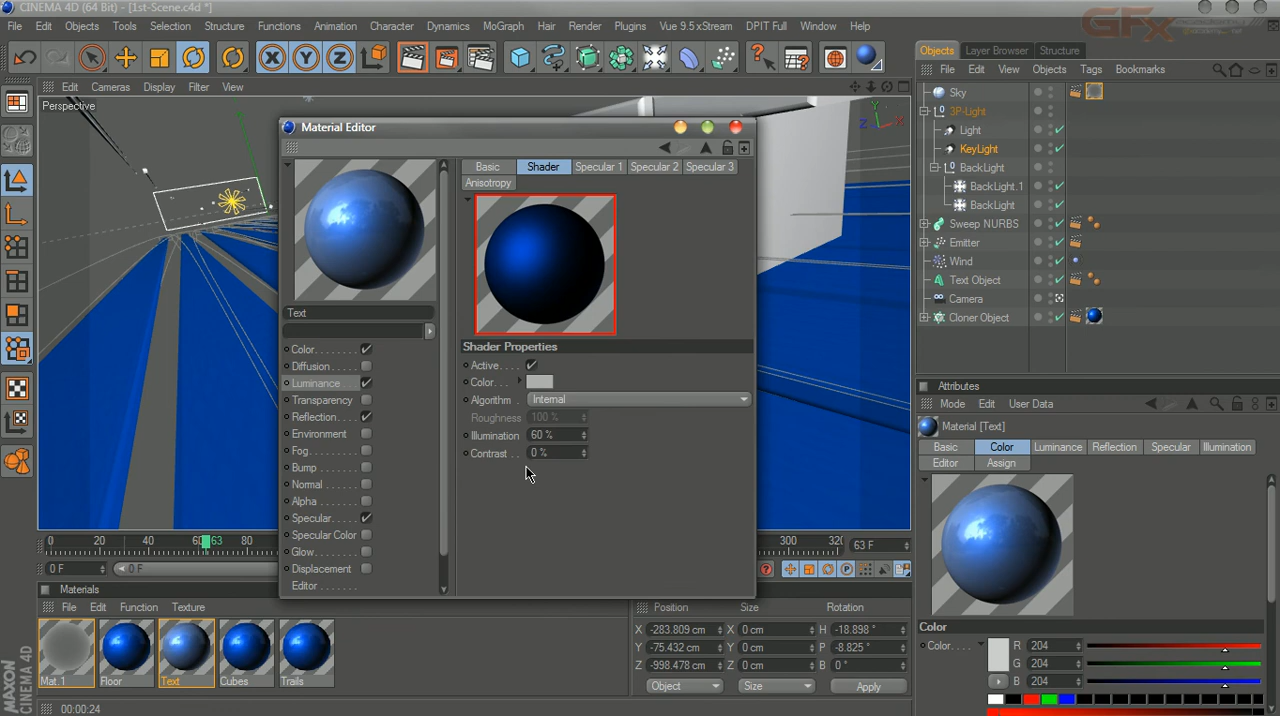 CINEMA 4D (64 Bit) - [1st-Scene.c4d *]
File Edit Objects Tools Selection Structure Functions Animation Character Dynamics MoGraph Hair Render Plugins Vue 9.5 xStream DPIT Full Window Help
GFx
X Y Z
Edit Cameras Display Filter View
Perspective
Y
Z X
Material Editor
Basic Shader Specular 1 Specular 2 Specular 3
Anisotropy
Text
Color
Diffusion
Luminance
Transparency
Reflection
Environment
Fog
Bump
Normal
Alpha
Specular
Specular Color
Glow
Displacement
Editor
Shader Properties
Active
Color
Algorithm Internal
Roughness 100 %
Illumination 60 %
Contrast 0 %
Objects Layer Browser Structure
File Edit View Objects Tags Bookmarks
Sky
3P-Light
Light
KeyLight
BackLight
BackLight.1
BackLight
Sweep NURBS
Emitter
Wind
Text Object
Camera
Cloner Object
Attributes
Mode Edit User Data
Material [Text]
Basic Color Luminance Reflection Specular Illumination
Editor Assign
Color
Color R 204
G 204
B 204
0 20 40 60 63 80 300 320 63 F
0 F 0 F
Materials
File Edit Function Texture
Mat.1 Floor Text Cubes Trails
Position Size Rotation
X -283.809 cm X 0 cm H -18.898 °
Y -75.432 cm Y 0 cm P -8.825 °
Z -998.478 cm Z 0 cm B 0 °
Object Size Apply
MAXON
CINEMA 4D
00:00:24